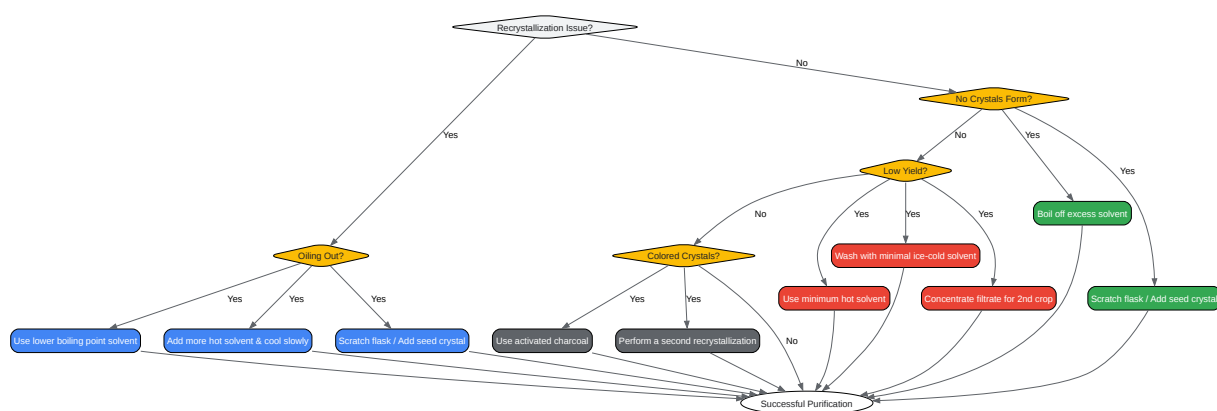 Recrystallization Issue?
No
No Crystals Form?
Yes
No
Yes
Yes
Low Yield?
Boil off excess solvent
No
Yes
Yes
Yes
Oiling Out?
Colored Crystals?
Wash with minimal ice-cold solvent
Yes
Yes
Yes
Yes
Yes
Use minimum hot solvent
Concentrate filtrate for 2nd crop
Scratch flask / Add seed crystal
Use lower boiling point solvent
Add more hot solvent & cool slowly
Scratch flask / Add seed crystal
Use activated charcoal
Perform a second recrystallization
No
Successful Purification